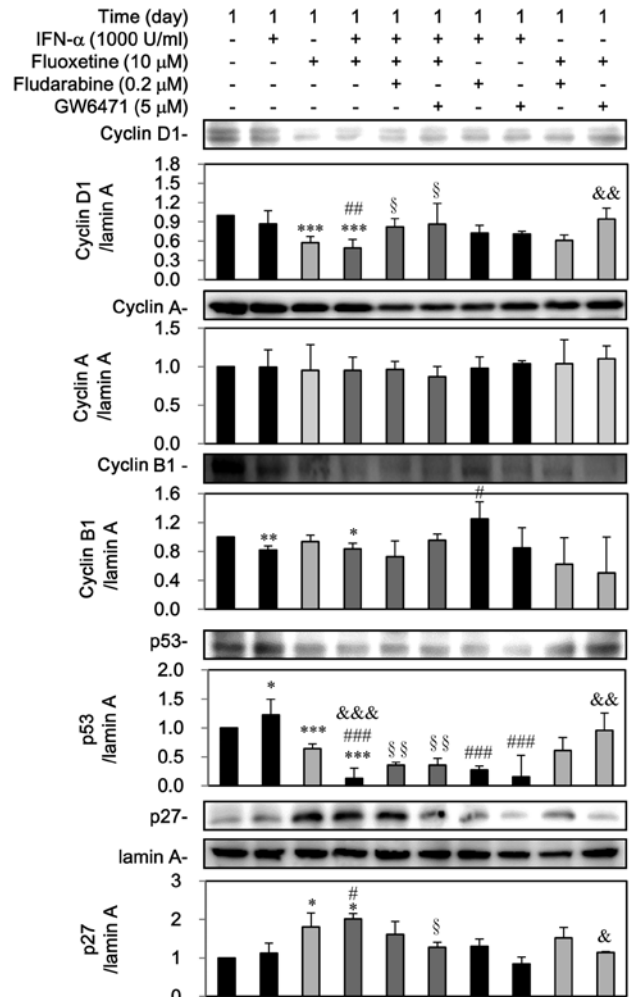 Time (day) 1 1 1 1 1 1 1 1 1 1
IFN-α (1000 U/ml) - + - + + + + + - -
Fluoxetine (10 μM) - - + + + + - - + +
Fludarabine (0.2 μM) - - - - + - + - + -
GW6471 (5 μM) - - - - - + - + - +
Cyclin D1-
Cyclin D1
/lamin A
1.8
1.5
1.2
0.9
0.6
0.3
0.0
*** ## *** § § &&
Cyclin A-
Cyclin A
/lamin A
1.5
1.0
0.5
0.0
Cyclin B1 -
Cyclin B1
/lamin A
1.6
1.2
0.8
0.4
0.0
** * #
p53-
p53
/lamin A
2.0
1.5
1.0
0.5
0.0
* *** &&& ### *** §§ §§ ### ### &&
p27-
lamin A-
p27
/lamin A
3
2
1
0
* # * § &